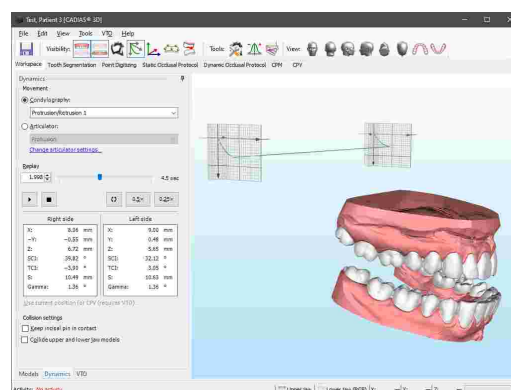 Test, Patient 3 [CADIAS® 3D]
File Edit View Tools VTO Help
Visibility: Tools: View:
Workspace Tooth Segmentation Point Digitizing Static Occlusal Protocol Dynamic Occlusal Protocol CPM CPV
Dynamics
Movement
Condylography:
Protrusion/Retrusion 1
Articulator:
Protrusion
Change articulator settings...
Replay
1.998 4.5 sec
0.5× 0.25×
Right side Left side
X: 8.36 mm X: 9.00 mm
-Y: -0.55 mm Y: 0.48 mm
Z: 6.72 mm Z: 5.65 mm
SCI: 39.82 ° SCI: 32.12 °
TCI: -3.90 ° TCI: 3.05 °
S: 10.49 mm S: 10.63 mm
Gamma: 1.36 ° Gamma: 1.36 °
Use current position for CPV (requires VTO)
Collision settings
Keep incisal pin in contact
Collide upper and lower jaw models
Models Dynamics VTO
Activity: No activity